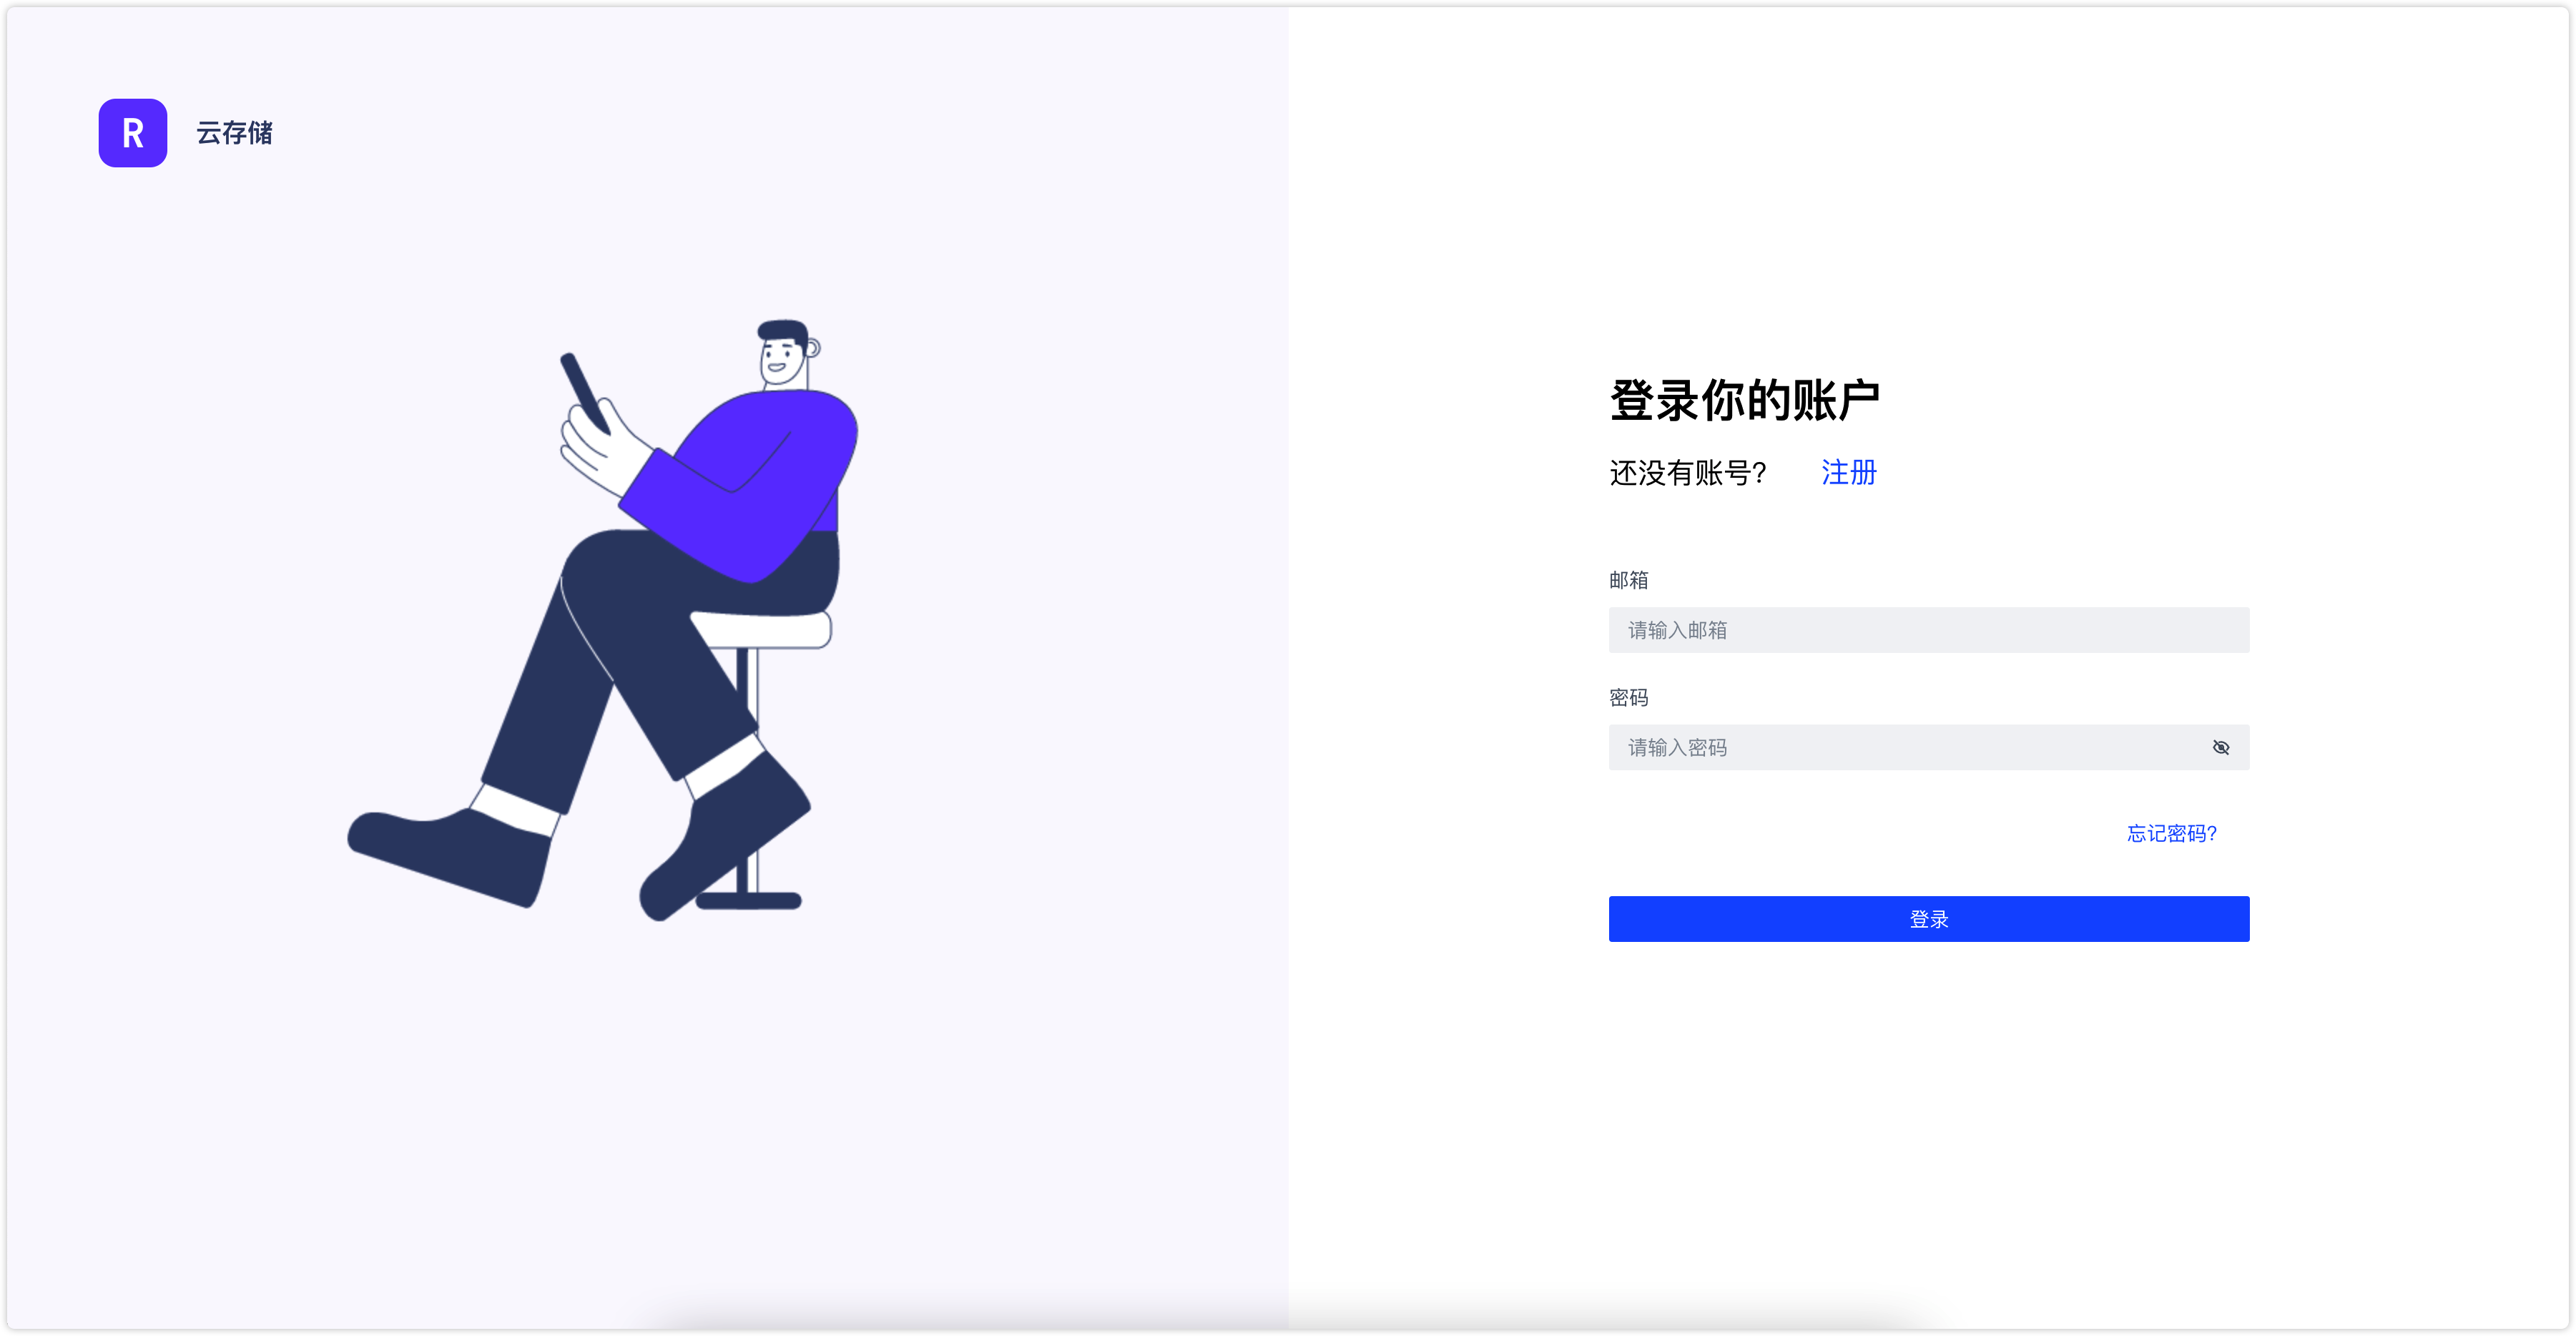 R 云存储
登录你的账户
还没有账号? 注册
邮箱
请输入邮箱
密码
请输入密码
忘记密码?
登录